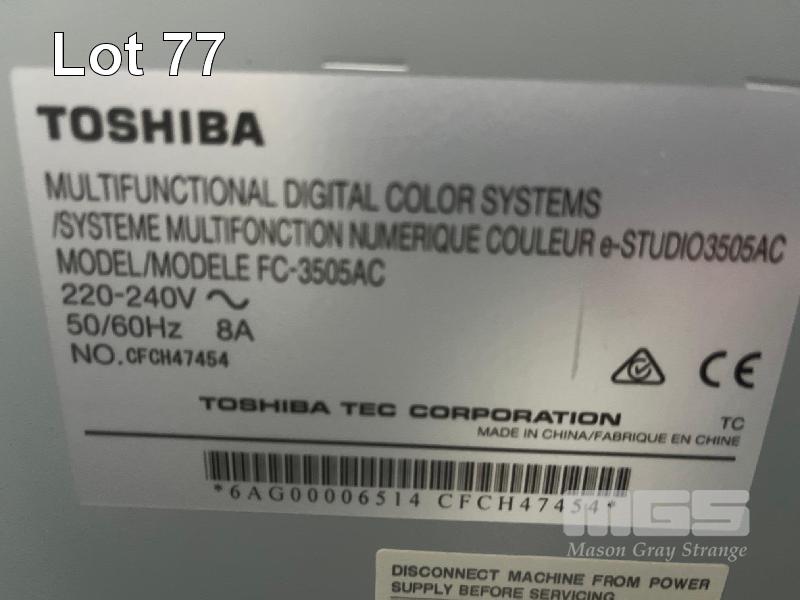 Lot 77
TOSHIBA
MULTIFUNCTIONAL DIGITAL COLOR SYSTEMS
/SYSTEME MULTIFONCTION NUMERIQUE COULEUR e-STUDIO3505AC
MODEL/MODELE FC-3505AC
220-240V ~
50/60Hz 8A
NO.CFCH47454
CE
TOSHIBA TEC CORPORATION TC
MADE IN CHINA/FABRIQUE EN CHINE
*6AG00006514 CFCH47454*
MGS
Mason Gray Strange
DISCONNECT MACHINE FROM POWER
SUPPLY BEFORE SERVICING